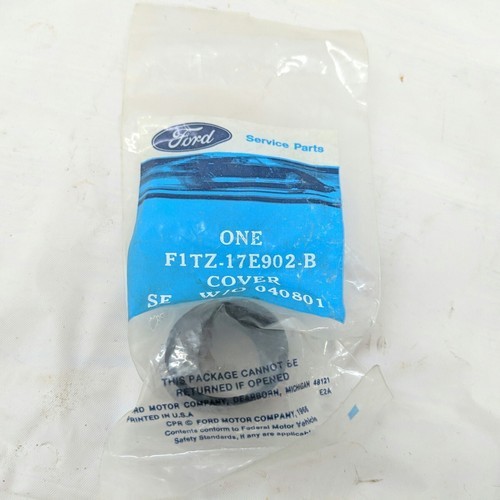 Ford
Service Parts
ONE
F1TZ-17E902-B
COVER
W/O 040801
THIS PACKAGE CANNOT BE
RETURNED IF OPENED
FORD MOTOR COMPANY, DEARBORN, MICHIGAN 48121
PRINTED IN U.S.A. E2A
CPR © FORD MOTOR COMPANY,
Contents conform to Federal Motor Vehicle
Safety Standards, if any are applicable